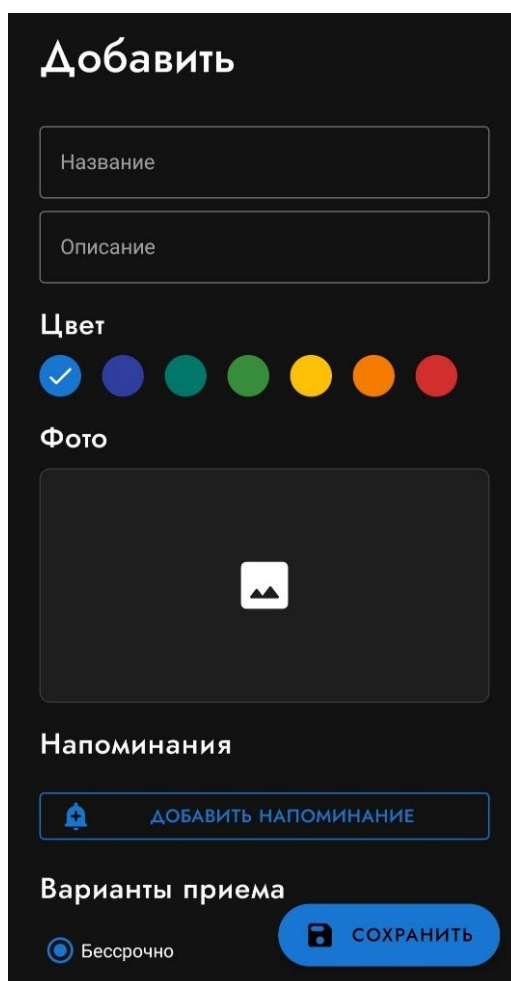 Добавить
Название
Описание
Цвет
Фото
Напоминания
ДОБАВИТЬ НАПОМИНАНИЕ
Варианты приема
Бессрочно
СОХРАНИТЬ